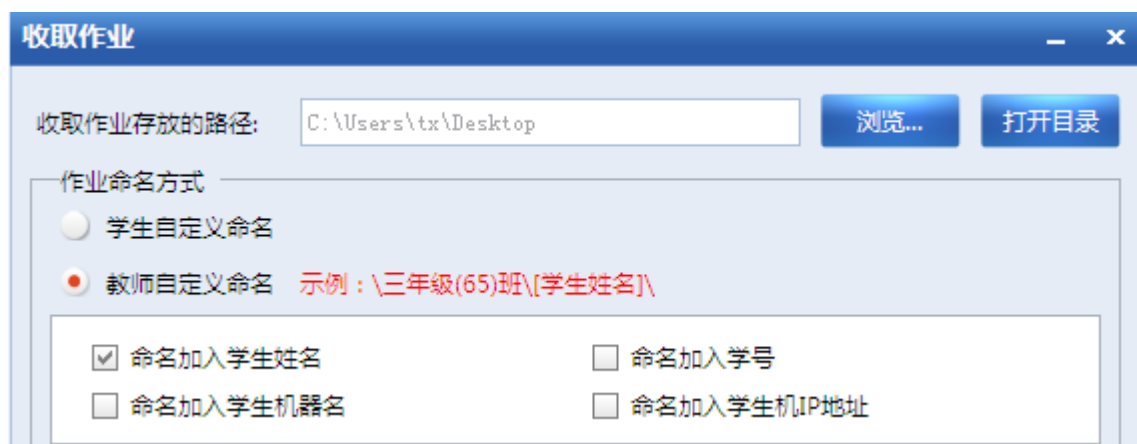 收取作业
收取作业存放的路径: C:\Users\tx\Desktop 浏览... 打开目录
作业命名方式
学生自定义命名
教师自定义命名 示例：\三年级(65)班\[学生姓名]\
命名加入学生姓名 命名加入学号
命名加入学生机器名 命名加入学生机IP地址